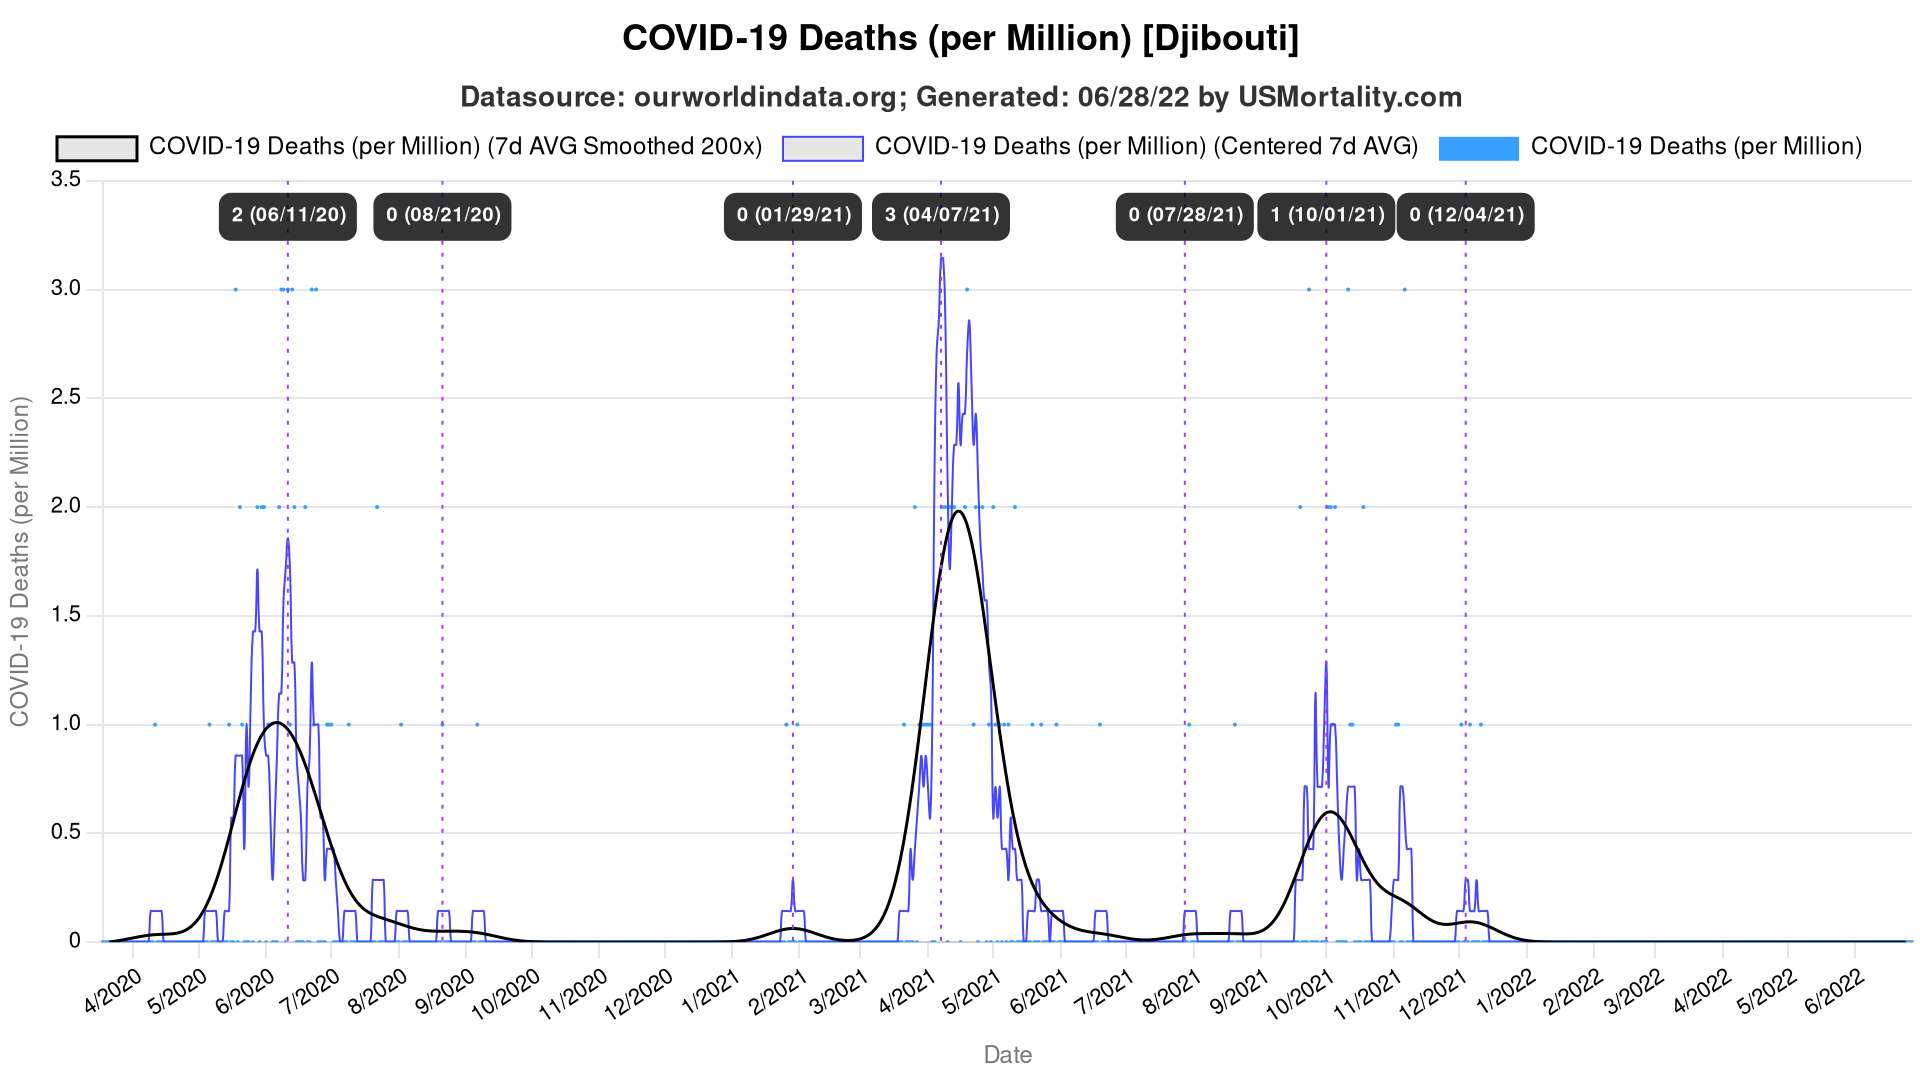 COVID-19 Deaths (per Million) [Djibouti]
Datasource: ourworldindata.org; Generated: 06/28/22 by USMortality.com
COVID-19 Deaths (per Million) (7d AVG Smoothed 200x) COVID-19 Deaths (per Million) (Centered 7d AVG) COVID-19 Deaths (per Million)
3.5
2 (06/11/20) 0 (08/21/20) 0 (01/29/21) 3 (04/07/21) 0 (07/28/21) 1 (10/01/21) 0 (12/04/21)
3.0
2.5
2.0
1.5
1.0
0.5
0
COVID-19 Deaths (per Million)
4/2020 5/2020 6/2020 7/2020 8/2020 9/2020 10/2020 11/2020 12/2020 1/2021 2/2021 3/2021 4/2021 5/2021 6/2021 7/2021 8/2021 9/2021 10/2021 11/2021 12/2021 1/2022 2/2022 3/2022 4/2022 5/2022 6/2022
Date